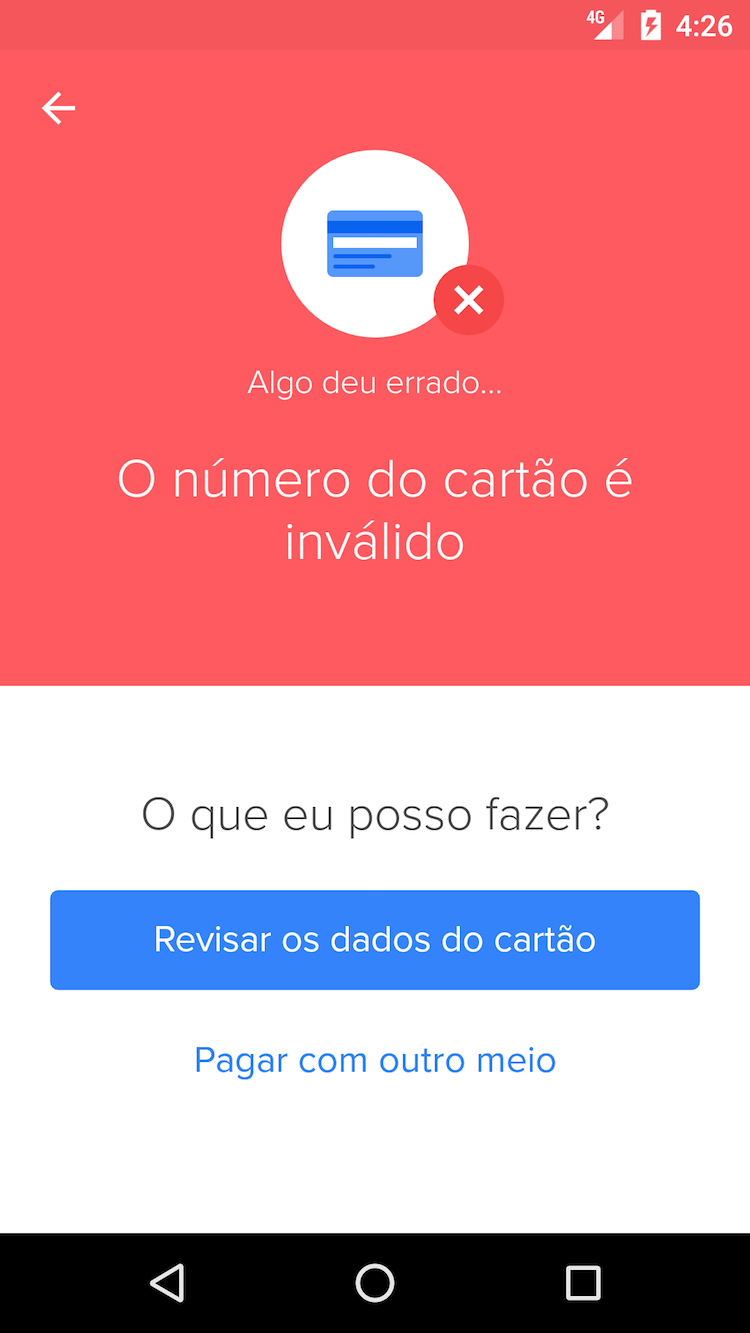 4G 4:26
Algo deu errado...
O número do cartão é
inválido
O que eu posso fazer?
Revisar os dados do cartão
Pagar com outro meio